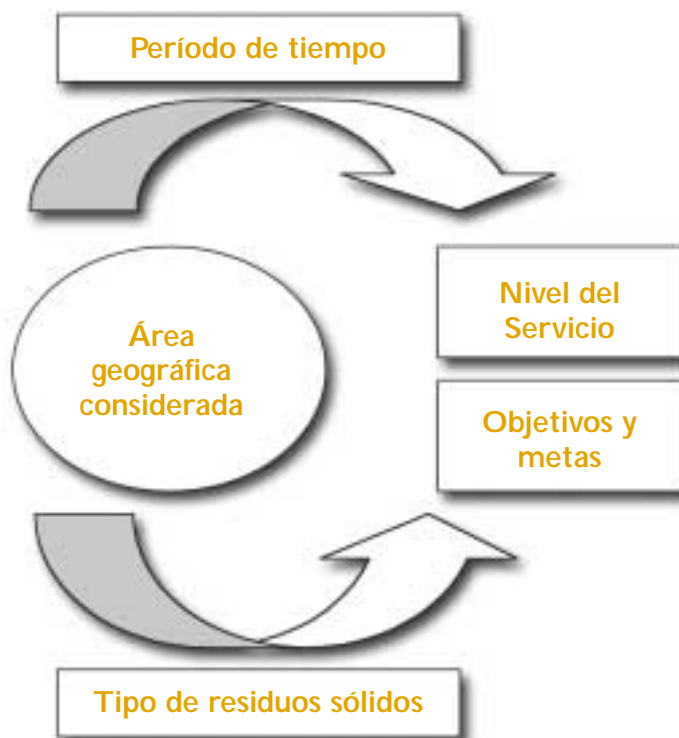 Período de tiempo
Área
geográfica
considerada
Nivel del
Servicio
Objetivos y
metas
Tipo de residuos sólidos